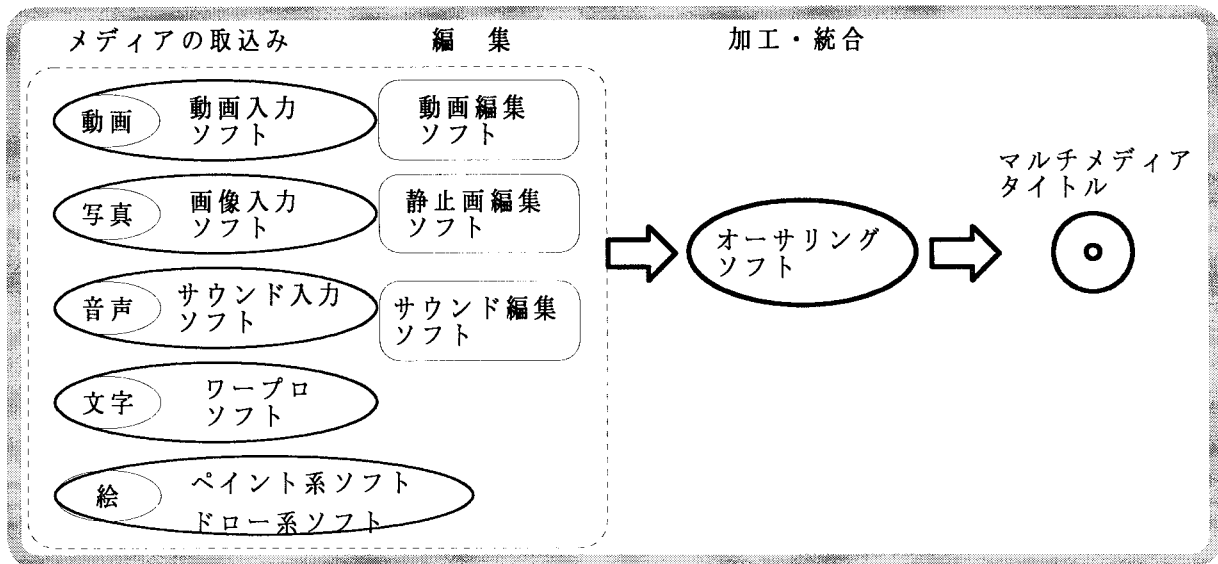 メディアの取込み
編 集
加工・統合
動画
動画入力
ソフト
動画編集
ソフト
写真
画像入力
ソフト
静止画編集
ソフト
音声
サウンド入力
ソフト
サウンド編集
ソフト
文字
ワープロ
ソフト
絵
ペイント系ソフト
ドロー系ソフト
オーサリング
ソフト
マルチメディア
タイトル